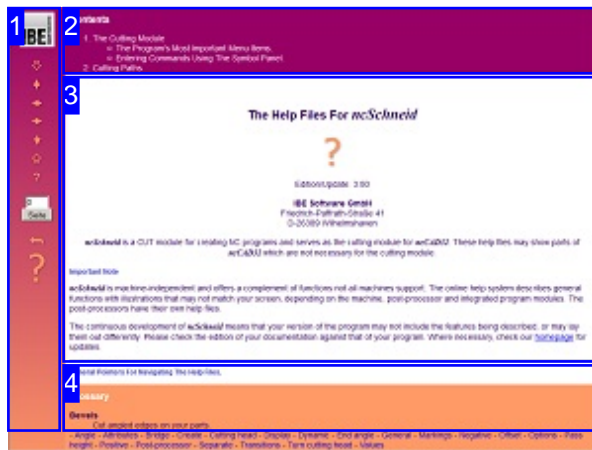 1
IBE
Seite
2
Contents
1. The Cutting Module
The Program's Most Important Menu Items.
Entering Commands Using The Symbol Panel.
2. Cutting Paths
3
The Help Files For ncSchneid
?
Edition/Update 3.93
IBE Software GmbH
Friedrich-Paffrath-Straße 41
D-26389 Wilhelmshaven
ncSchneid is a CUT module for creating NC programs and serves as the cutting module for ncCAD32. These help files may show parts of
ncCAD32 which are not necessary for the cutting module.
Important Note
ncSchneid is machine-independent and offers a complement of functions not all machines support. The online help system describes general
functions with illustrations that may not match your screen, depending on the machine, post-processor and integrated program modules. The
post-processors have their own help files.
The continuous development of ncSchneid means that your version of the program may not include the features being described, or may lay
them out differently. Please check the edition of your documentation against that of your program. Where necessary, check our homepage for
updates.
4
General Pointers For Navigating The Help Files.
Glossary
Bevels
Cut angled edges on your parts.
- Angle - Attributes - Bridge - Create - Cutting head - Display - Dynamic - End angle - General - Markings - Negative - Offset - Options - Pass
height - Positive - Post-processor - Separate - Transitions - Turn cutting head - Values